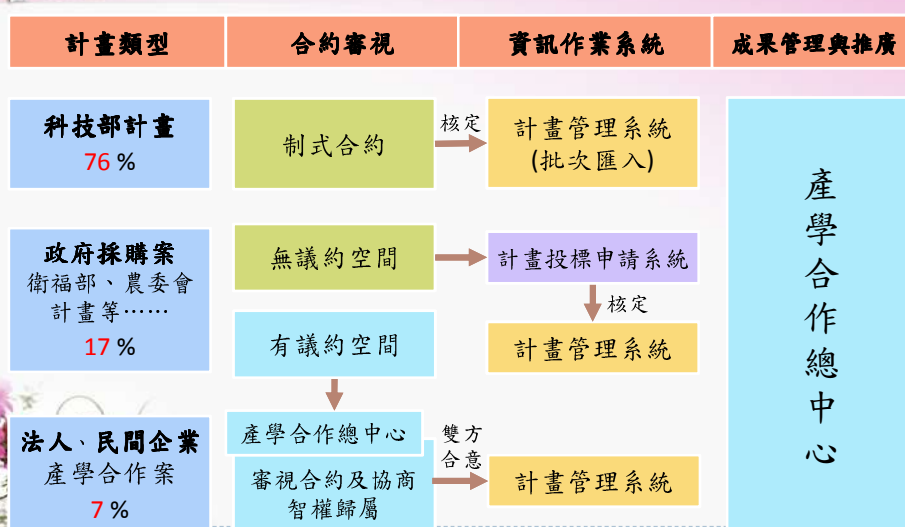 計畫類型
合約審視
資訊作業系統
成果管理與推廣
科技部計畫
76 %
制式合約
核定
計畫管理系統
(批次匯入)
政府採購案
衛福部、農委會
計畫等……
17 %
無議約空間
計畫投標申請系統
核定
有議約空間
計畫管理系統
法人、民間企業
產學合作案
7 %
產學合作總中心
審視合約及協商
智權歸屬
雙方
合意
計畫管理系統
產
學
合
作
總
中
心